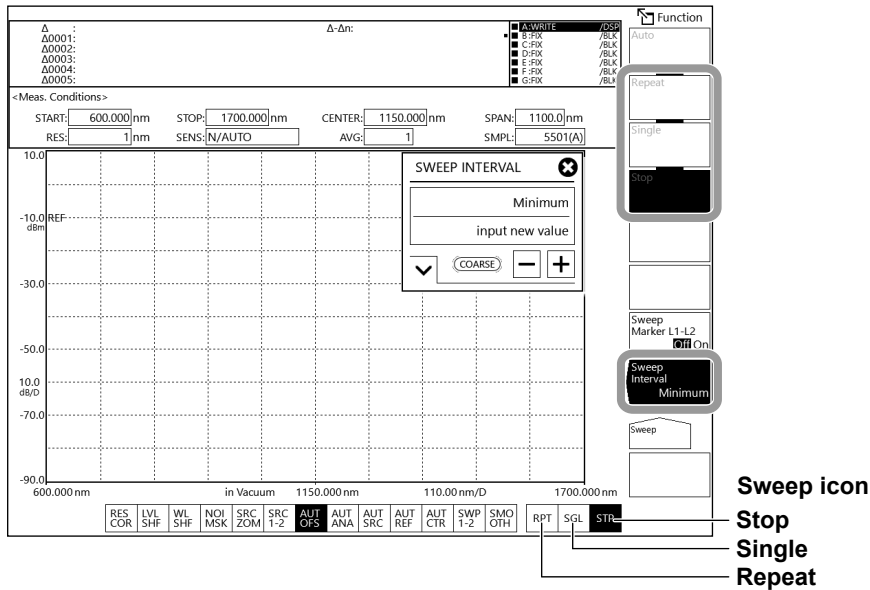 Function
Δ :
Δ0001:
Δ0002:
Δ0003:
Δ0004:
Δ0005:
Δ-Δn:
A:WRITE /DSP
B:FIX /BLK
C:FIX /BLK
D:FIX /BLK
E:FIX /BLK
F:FIX /BLK
G:FIX /BLK
Auto
Repeat
Single
Stop
<Meas. Conditions>
START: 600.000 nm STOP: 1700.000 nm CENTER: 1150.000 nm SPAN: 1100.0 nm
RES: 1 nm SENS: N/AUTO AVG: 1 SMPL: 5501(A)
10.0
-10.0 REF
dBm
-30.0
-50.0
10.0
dB/D
-70.0
-90.0
SWEEP INTERVAL
Minimum
input new value
COARSE
Sweep
Marker L1-L2
Off On
Sweep
Interval
Minimum
Sweep
600.000 nm in Vacuum 1150.000 nm 110.00 nm/D 1700.000 nm
RES COR
LVL SHF
WL SHF
NOI MSK
SRC ZOM
SRC 1-2
AUT OFS
AUT ANA
AUT SRC
AUT REF
AUT CTR
SWP 1-2
SMO OTH
RPT
SGL
STP
Sweep icon
Stop
Single
Repeat